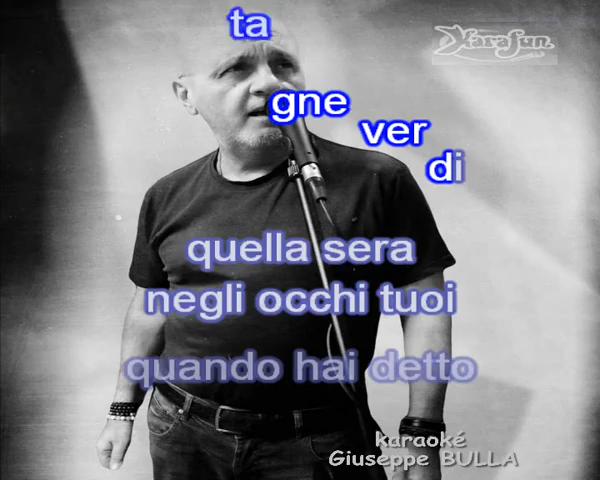 ta
Karafun
gne
ver
di
quella sera
negli occhi tuoi
quando hai detto
karaoké
Giuseppe BULLA